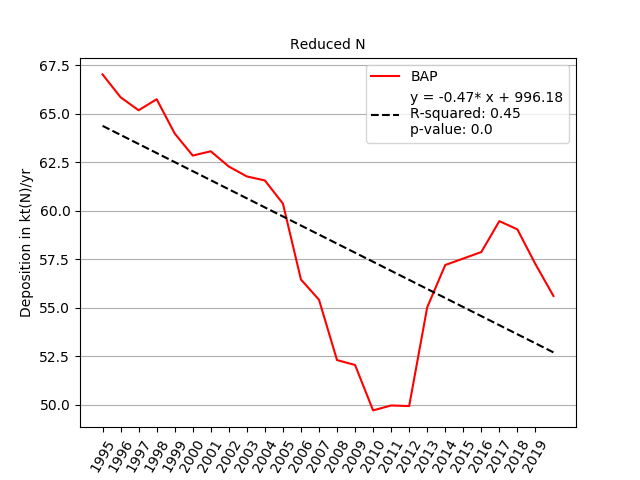 Reduced N
67.5
65.0
62.5
60.0
57.5
55.0
52.5
50.0
Deposition in kt(N)/yr
BAP
y = -0.47* x + 996.18
R-squared: 0.45
p-value: 0.0
1995 1996 1997 1998 1999 2000 2001 2002 2003 2004 2005 2006 2007 2008 2009 2010 2011 2012 2013 2014 2015 2016 2017 2018 2019